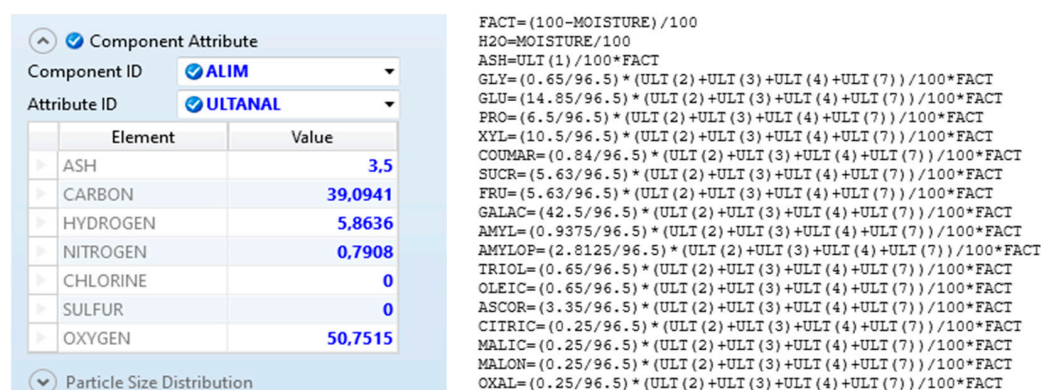 Component Attribute
Component ID ALIM
Attribute ID ULTANAL
Element Value
ASH 3,5
CARBON 39,0941
HYDROGEN 5,8636
NITROGEN 0,7908
CHLORINE 0
SULFUR 0
OXYGEN 50,7515
Particle Size Distribution
FACT=(100-MOISTURE)/100
H2O=MOISTURE/100
ASH=ULT(1)/100*FACT
GLY=(0.65/96.5)*(ULT(2)+ULT(3)+ULT(4)+ULT(7))/100*FACT
GLU=(14.85/96.5)*(ULT(2)+ULT(3)+ULT(4)+ULT(7))/100*FACT
PRO=(6.5/96.5)*(ULT(2)+ULT(3)+ULT(4)+ULT(7))/100*FACT
XYL=(10.5/96.5)*(ULT(2)+ULT(3)+ULT(4)+ULT(7))/100*FACT
COUMAR=(0.84/96.5)*(ULT(2)+ULT(3)+ULT(4)+ULT(7))/100*FACT
SUCR=(5.63/96.5)*(ULT(2)+ULT(3)+ULT(4)+ULT(7))/100*FACT
FRU=(5.63/96.5)*(ULT(2)+ULT(3)+ULT(4)+ULT(7))/100*FACT
GALAC=(42.5/96.5)*(ULT(2)+ULT(3)+ULT(4)+ULT(7))/100*FACT
AMYL=(0.9375/96.5)*(ULT(2)+ULT(3)+ULT(4)+ULT(7))/100*FACT
AMYLOP=(2.8125/96.5)*(ULT(2)+ULT(3)+ULT(4)+ULT(7))/100*FACT
TRIOL=(0.65/96.5)*(ULT(2)+ULT(3)+ULT(4)+ULT(7))/100*FACT
OLEIC=(0.65/96.5)*(ULT(2)+ULT(3)+ULT(4)+ULT(7))/100*FACT
ASCOR=(3.35/96.5)*(ULT(2)+ULT(3)+ULT(4)+ULT(7))/100*FACT
CITRIC=(0.25/96.5)*(ULT(2)+ULT(3)+ULT(4)+ULT(7))/100*FACT
MALIC=(0.25/96.5)*(ULT(2)+ULT(3)+ULT(4)+ULT(7))/100*FACT
MALON=(0.25/96.5)*(ULT(2)+ULT(3)+ULT(4)+ULT(7))/100*FACT
OXAL=(0.25/96.5)*(ULT(2)+ULT(3)+ULT(4)+ULT(7))/100*FACT